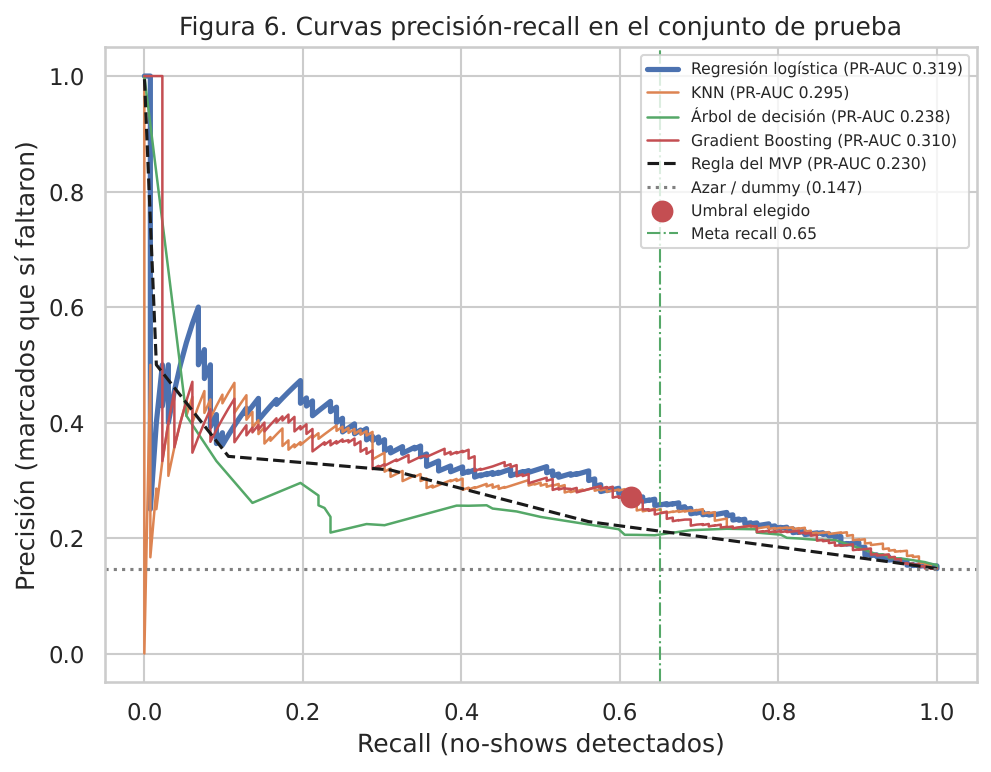 Figura 6. Curvas precisión-recall en el conjunto de prueba
Precisión (marcados que sí faltaron)
1.0
0.8
0.6
0.4
0.2
0.0
Regresión logística (PR-AUC 0.319)
KNN (PR-AUC 0.295)
Árbol de decisión (PR-AUC 0.238)
Gradient Boosting (PR-AUC 0.310)
Regla del MVP (PR-AUC 0.230)
Azar / dummy (0.147)
Umbral elegido
Meta recall 0.65
0.0 0.2 0.4 0.6 0.8 1.0
Recall (no-shows detectados)